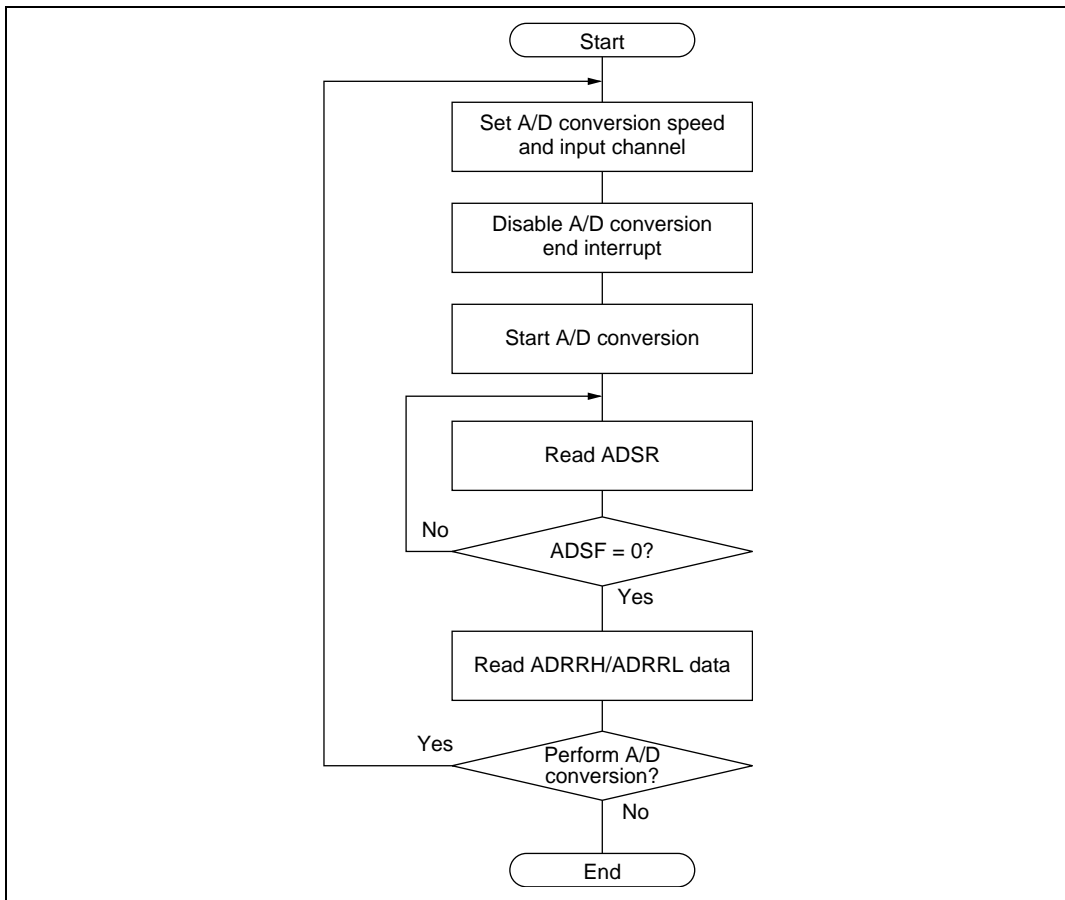 Start
Set A/D conversion speed
and input channel
Disable A/D conversion
end interrupt
Start A/D conversion
Read ADSR
No
ADSF = 0?
Yes
Read ADRRH/ADRRL data
Yes
Perform A/D
conversion?
No
End